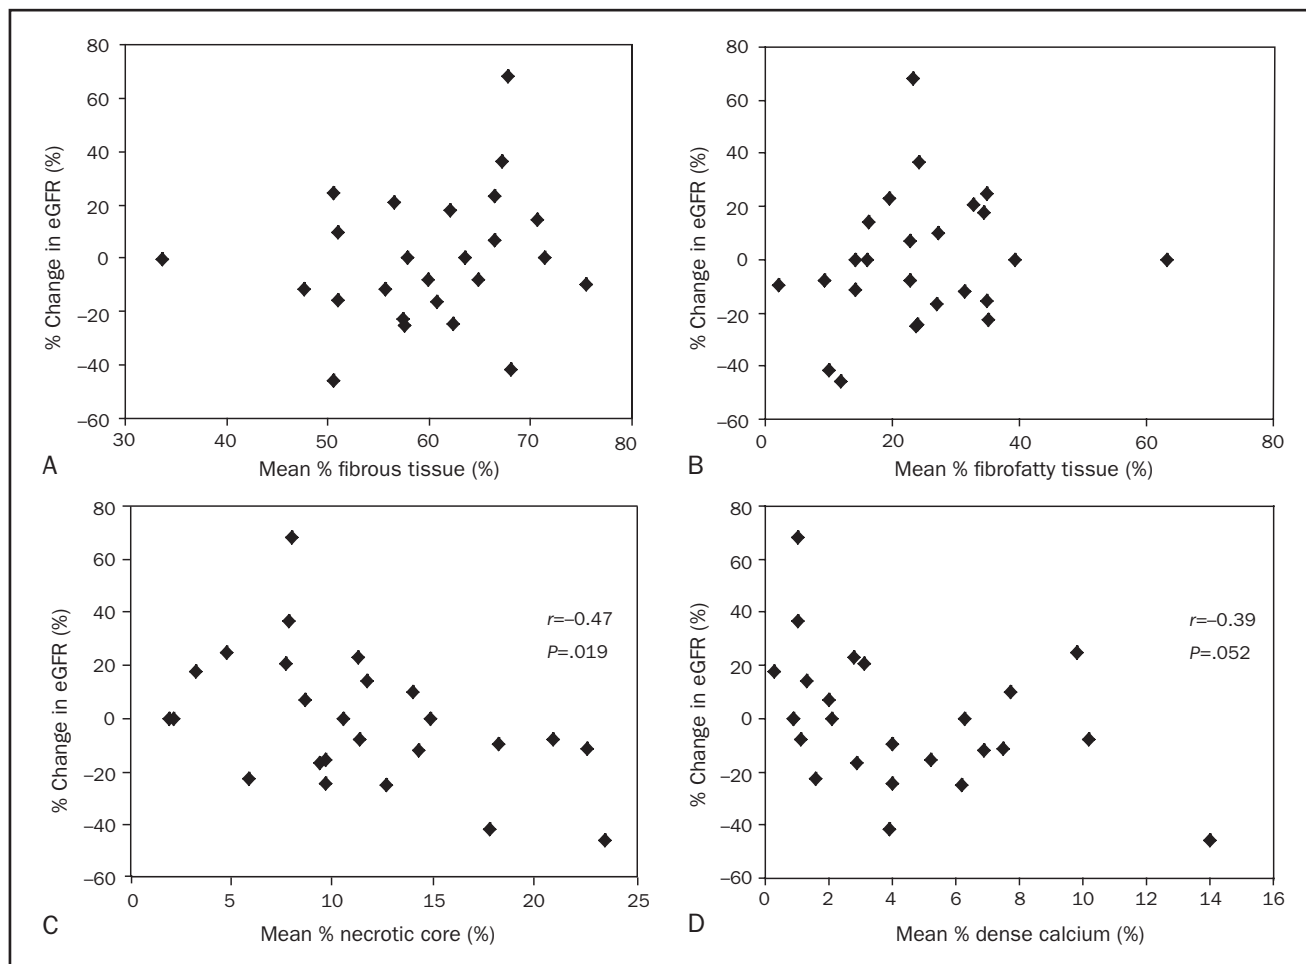 80
60
40
20
0
–20
–40
–60
% Change in eGFR (%)
30 40 50 60 70 80
Mean % fibrous tissue (%)
A
80
60
40
20
0
–20
–40
–60
% Change in eGFR (%)
0 20 40 60 80
Mean % fibrofatty tissue (%)
B
80
60
40
20
0
–20
–40
–60
% Change in eGFR (%)
r=–0.47
P=.019
0 5 10 15 20 25
Mean % necrotic core (%)
C
80
60
40
20
0
–20
–40
–60
% Change in eGFR (%)
r=–0.39
P=.052
0 2 4 6 8 10 12 14 16
Mean % dense calcium (%)
D